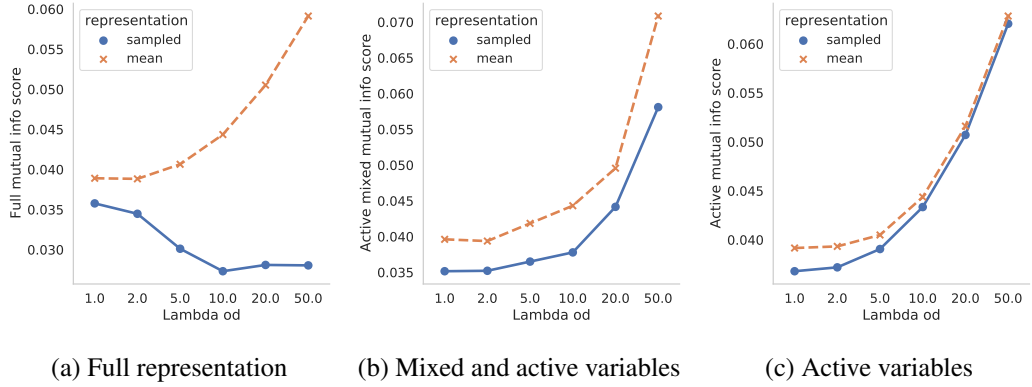 0.060
0.055
0.050
0.045
0.040
0.035
0.030
Full mutual info score
representation
sampled
mean
1.0 2.0 5.0 10.0 20.0 50.0
Lambda od
(a) Full representation
0.070
0.065
0.060
0.055
0.050
0.045
0.040
0.035
Active mixed mutual info score
representation
sampled
mean
1.0 2.0 5.0 10.0 20.0 50.0
Lambda od
(b) Mixed and active variables
0.060
0.055
0.050
0.045
0.040
Active mutual info score
representation
sampled
mean
1.0 2.0 5.0 10.0 20.0 50.0
Lambda od
(c) Active variables